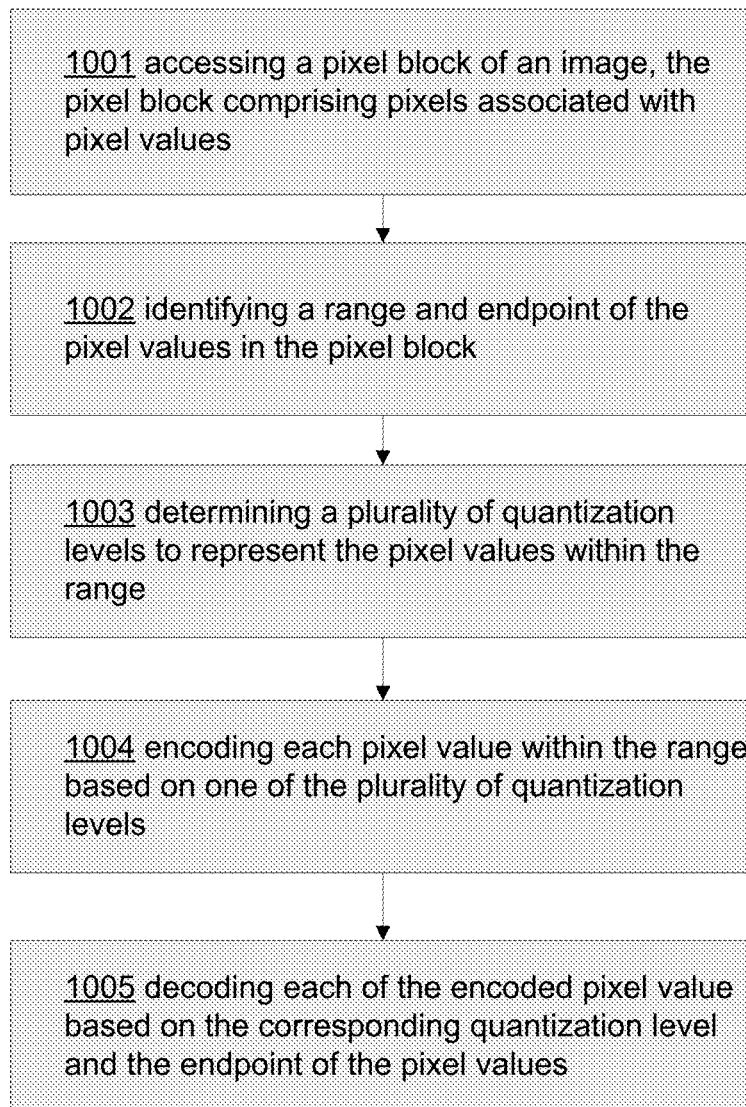 1001 accessing a pixel block of an image, the
pixel block comprising pixels associated with
pixel values
1002 identifying a range and endpoint of the
pixel values in the pixel block
1003 determining a plurality of quantization
levels to represent the pixel values within the
range
1004 encoding each pixel value within the range
based on one of the plurality of quantization
levels
1005 decoding each of the encoded pixel value
based on the corresponding quantization level
and the endpoint of the pixel values